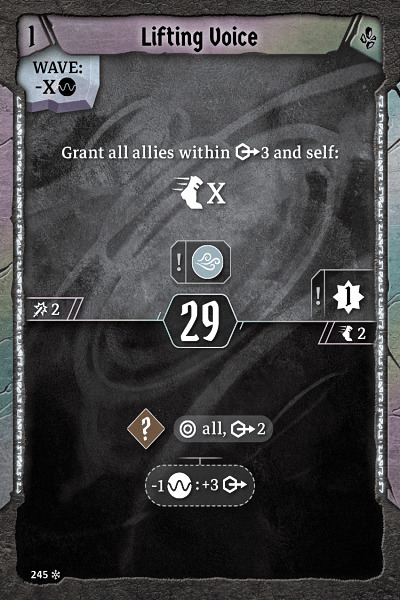 1 Lifting Voice
WAVE:
-X
Grant all allies within 3 and self:
X
!
! 1
2 29 2
? all, 2
-1 :+3
245